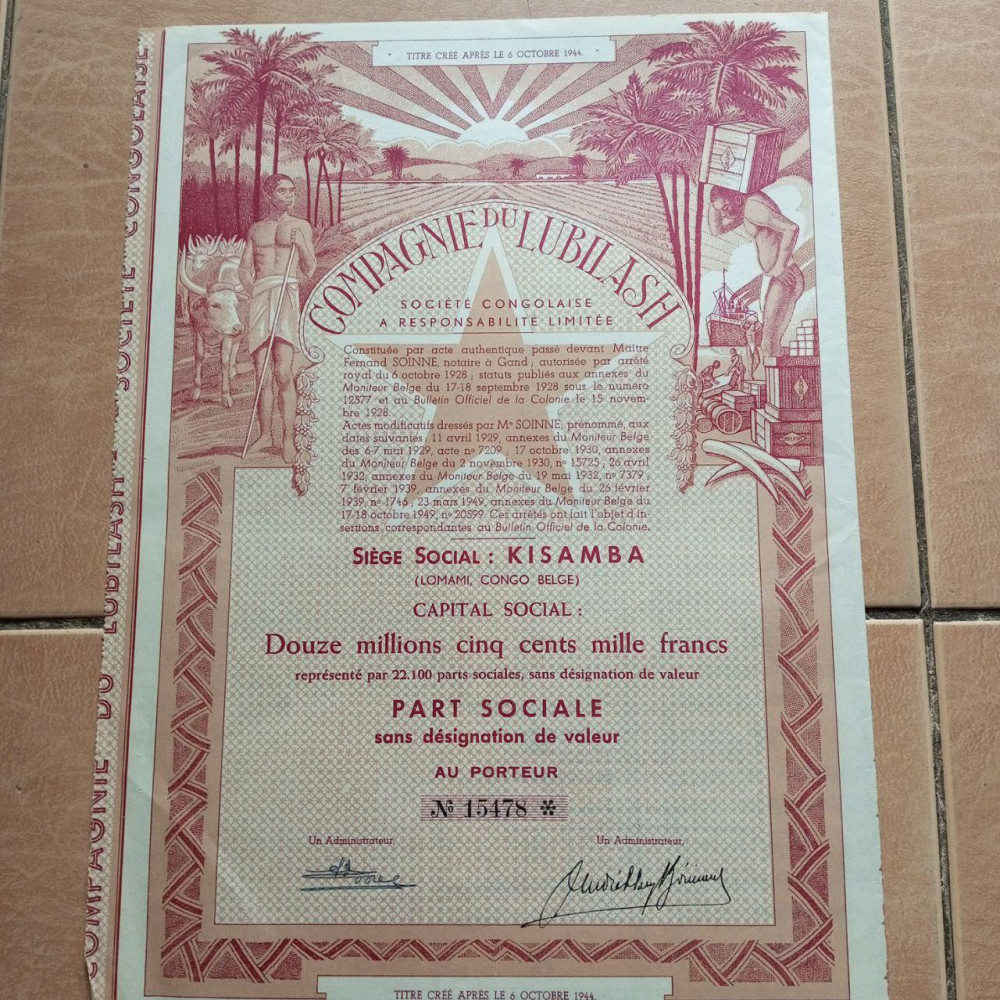 TITRE CRÉÉ APRÈS LE 6 OCTOBRE 1944.
COMPAGNIE DU LUBILASH
SOCIÉTÉ CONGOLAISE
A RESPONSABILITÉ LIMITÉE
Constituée par acte authentique passé devant Maître
Fernand SOINNE, notaire à Gand; autorisée par arrêté
royal du 6 octobre 1928; statuts publiés aux annexes du
Moniteur Belge du 17-18 septembre 1928 sous le numéro
12577 et au Bulletin Officiel de la Colonie le 15 novem-
bre 1928.
Actes modificatifs dressés par Me SOINNE, prénommé, aux
dates suivantes: 11 avril 1929, annexes du Moniteur Belge
des 6-7 mai 1929, acte no 7209; 17 octobre 1930, annexes
du Moniteur Belge du 2 novembre 1930, no 15725; 26 avril
1932, annexes du Moniteur Belge du 19 mai 1932, no 7379;
7 février 1939, annexes du Moniteur Belge du 26 février
1939, no 1746; 23 mars 1949, annexes du Moniteur Belge du
17-18 octobre 1949, no 20599. Ces arrêtés ont fait l'objet d'in-
sertions correspondantes au Bulletin Officiel de la Colonie.
SIÈGE SOCIAL: KISAMBA
(LOMAMI, CONGO BELGE)
CAPITAL SOCIAL:
Douze millions cinq cents mille francs
représenté par 22.100 parts sociales, sans désignation de valeur
PART SOCIALE
sans désignation de valeur
AU PORTEUR
No 15478
Un Administrateur,
Un Administrateur,
TITRE CRÉÉ APRÈS LE 6 OCTOBRE 1944.
COMPAGNIE DU LUBILASH SOCIÉTÉ CONGOLAISE